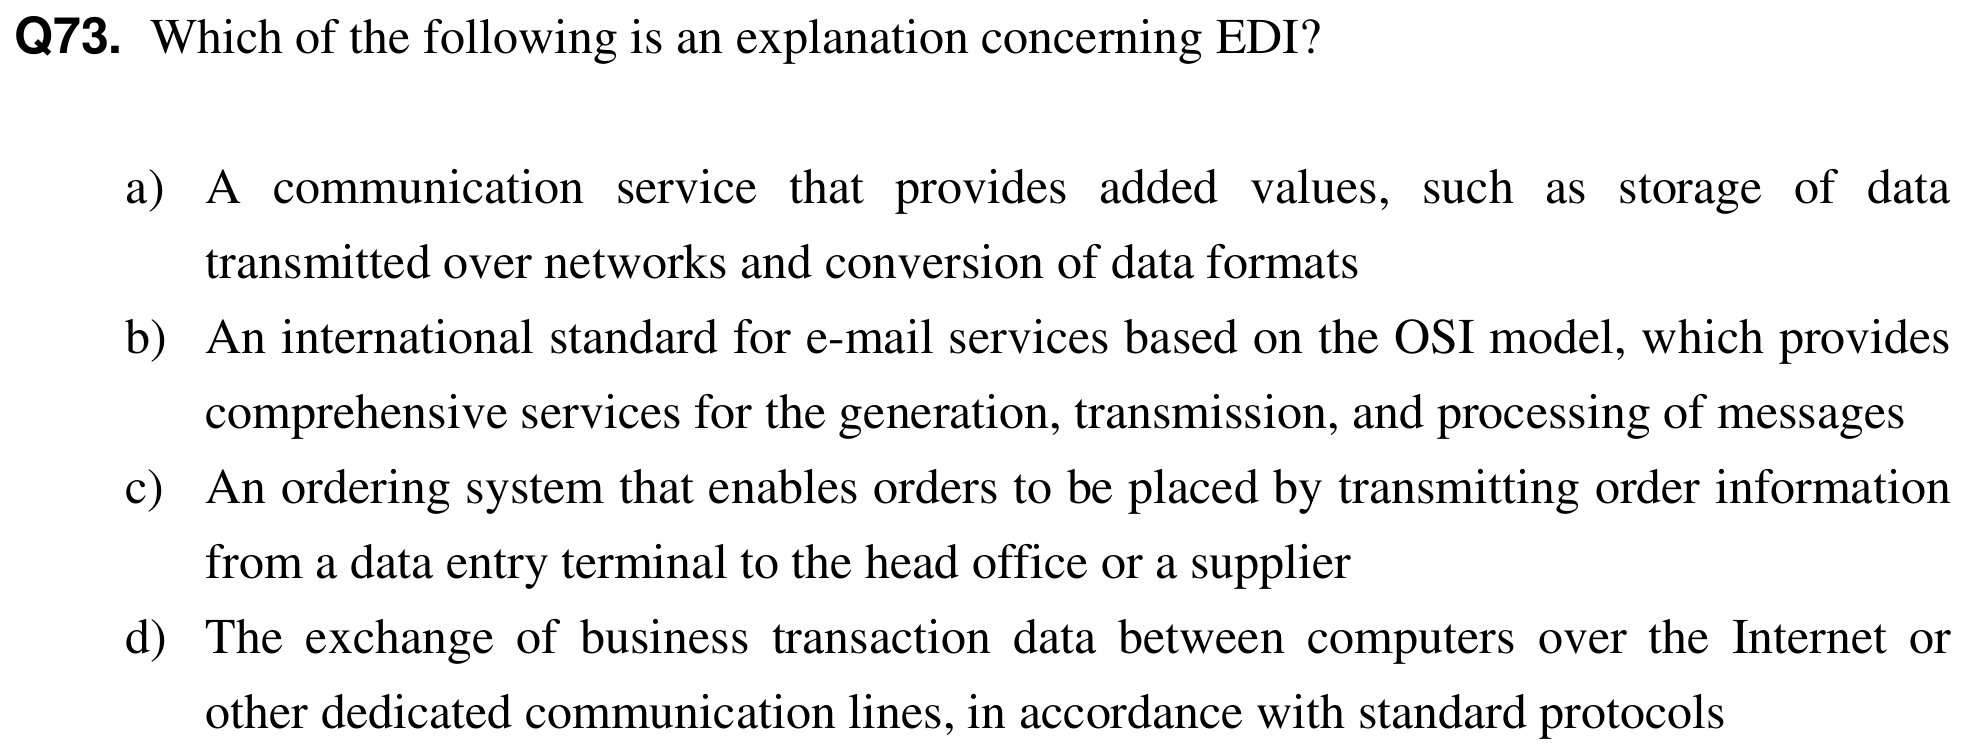 Q73. Which of the following is an explanation concerning EDI?
a) A communication service that provides added values, such as storage of data
transmitted over networks and conversion of data formats
b) An international standard for e-mail services based on the OSI model, which provides
comprehensive services for the generation, transmission, and processing of messages
c) An ordering system that enables orders to be placed by transmitting order information
from a data entry terminal to the head office or a supplier
d) The exchange of business transaction data between computers over the Internet or
other dedicated communication lines, in accordance with standard protocols